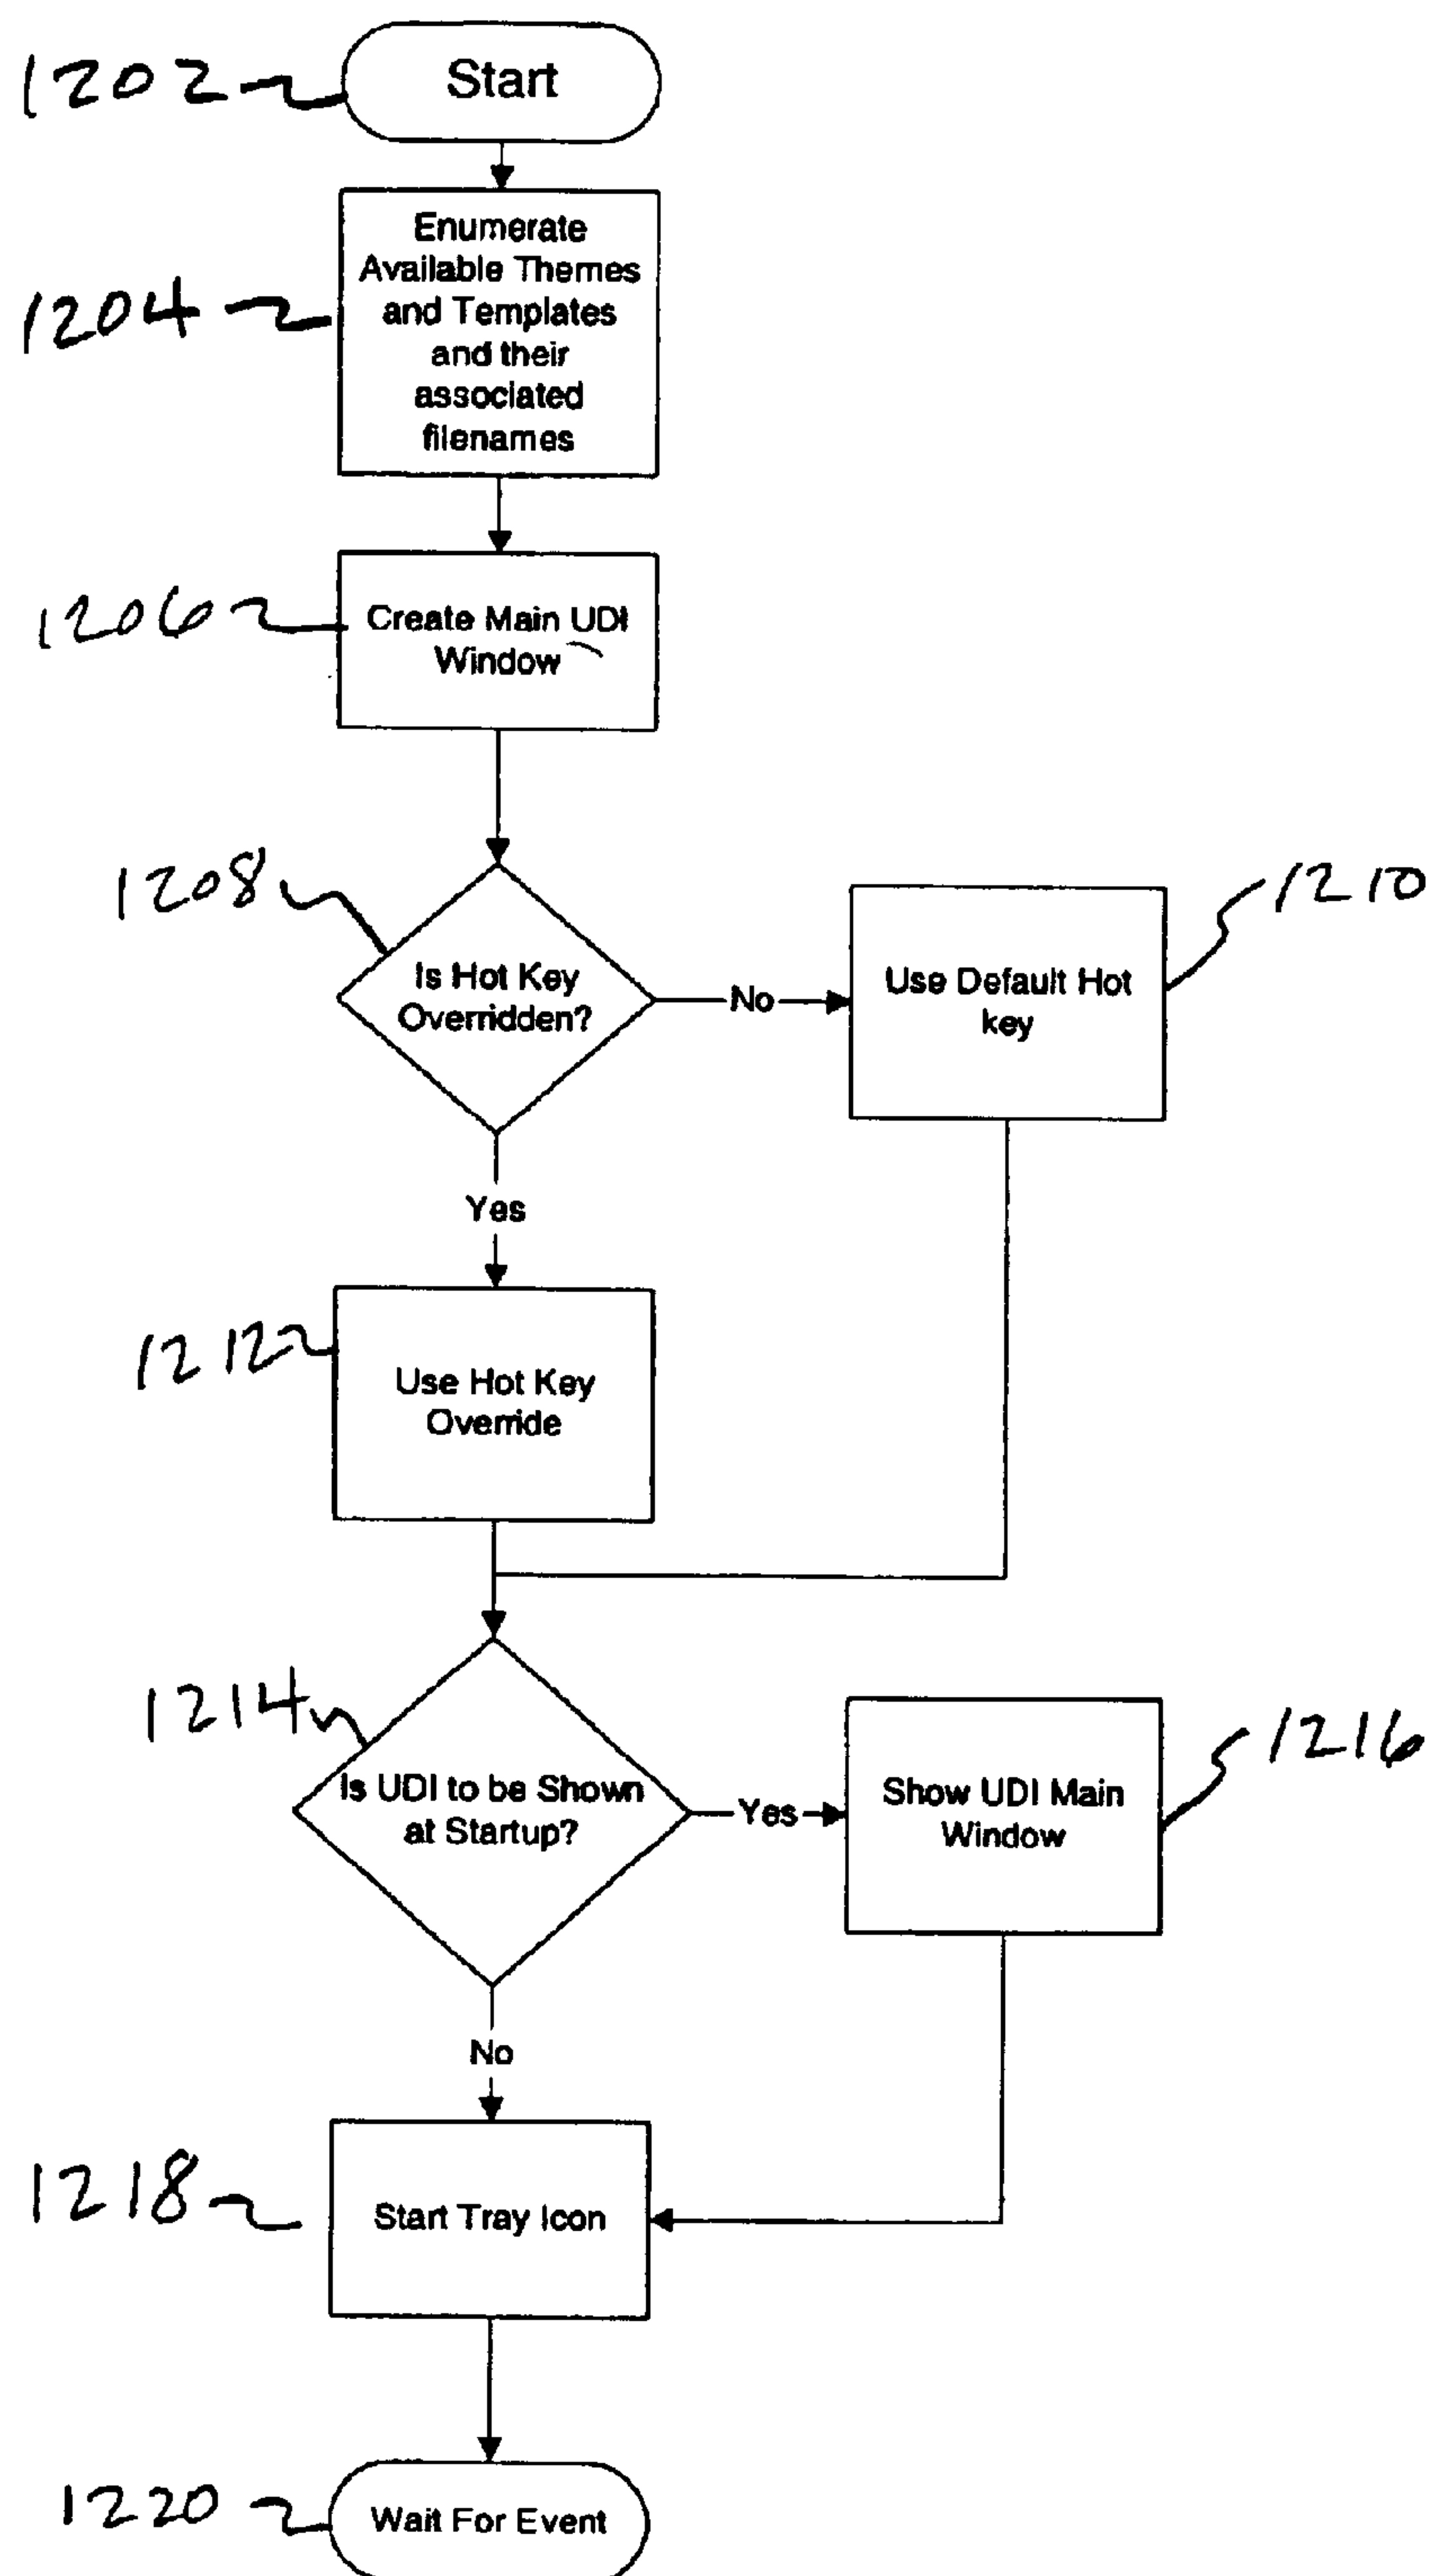 1202
Start
1204
Enumerate
Available Themes
and Templates
and their
associated
filenames
1206
Create Main UDI
Window
1208
Is Hot Key
Overridden?
No
1210
Use Default Hot
key
Yes
1212
Use Hot Key
Override
1214
Is UDI to be Shown
at Startup?
Yes
1216
Show UDI Main
Window
No
1218
Start Tray Icon
1220
Wait For Event